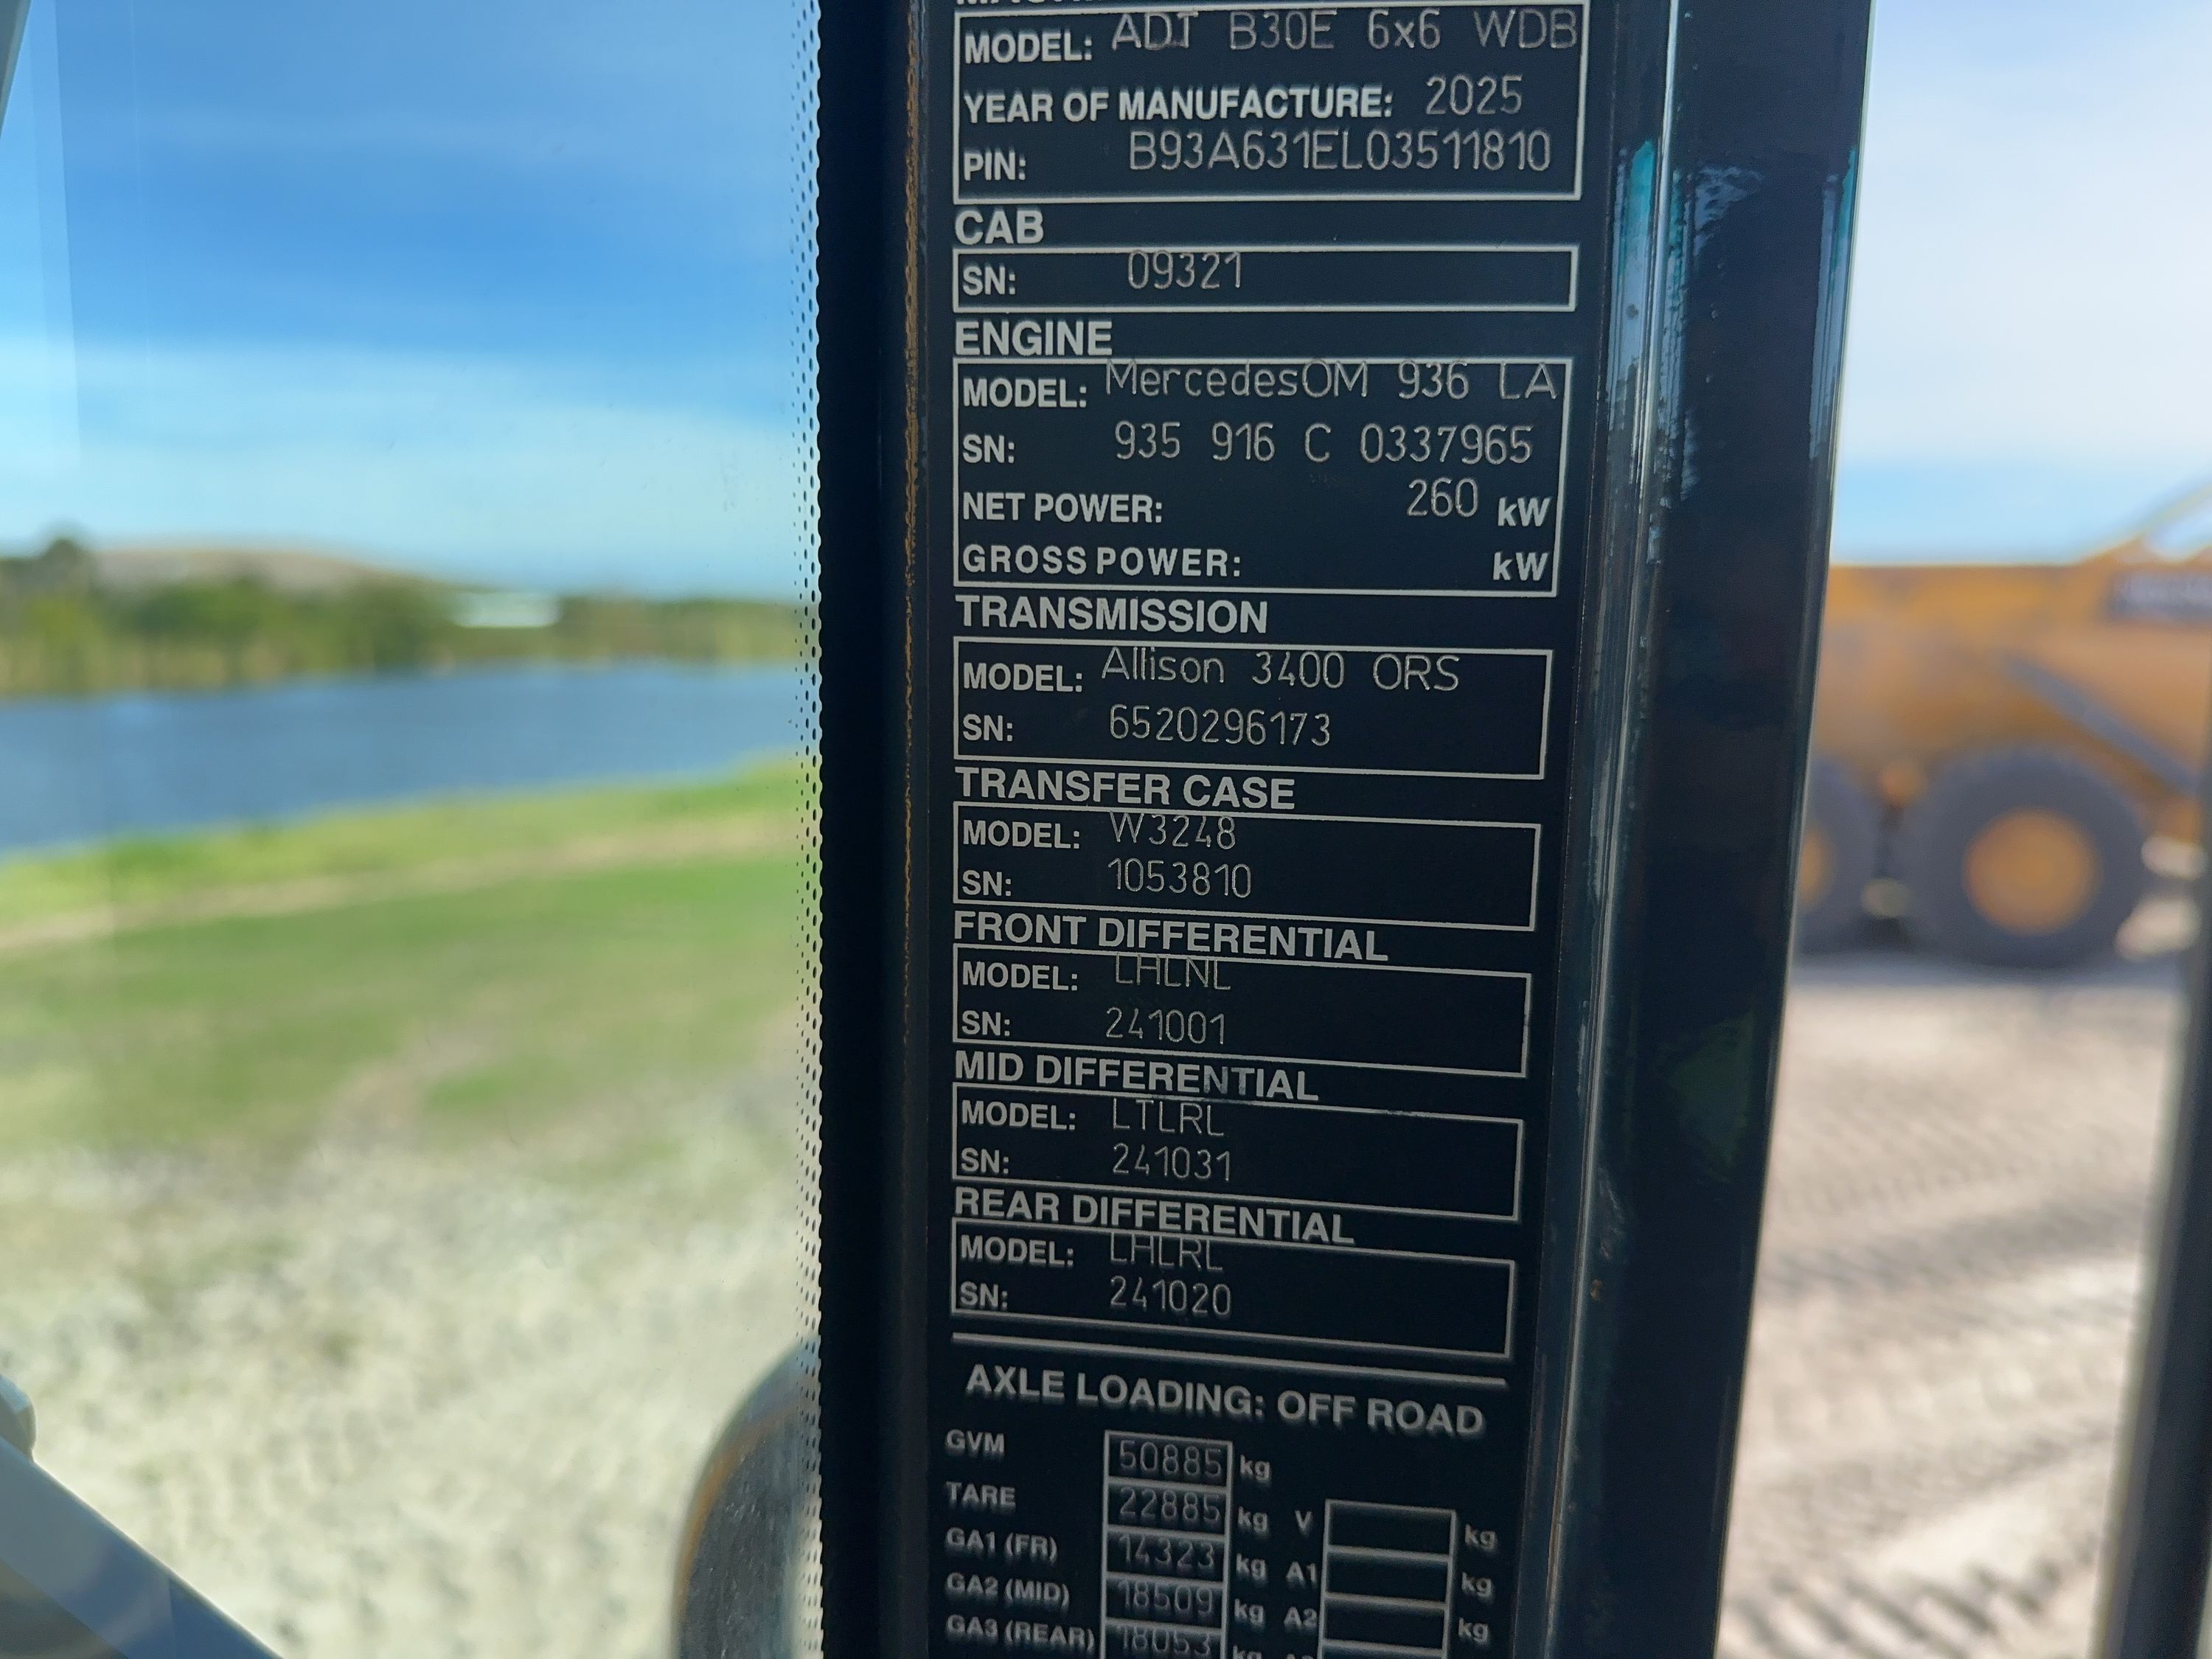 MODEL: ADT B30E 6x6 WDB
YEAR OF MANUFACTURE: 2025
PIN: B93A631EL03511810
CAB
SN: 09321
ENGINE
MODEL: MercedesOM 936 LA
SN: 935 916 C 0337965
NET POWER: 260 kW
GROSS POWER: kW
TRANSMISSION
MODEL: Allison 3400 ORS
SN: 6520296173
TRANSFER CASE
MODEL: W3248
SN: 1053810
FRONT DIFFERENTIAL
MODEL: LHLNL
SN: 241001
MID DIFFERENTIAL
MODEL: LTLRL
SN: 241031
REAR DIFFERENTIAL
MODEL: LHLRL
SN: 241020
AXLE LOADING: OFF ROAD
GVM 50885 kg
TARE 22885 kg V kg
GA1 (FR) 14323 kg A1 kg
GA2 (MID) 18509 kg A2 kg
GA3 (REAR) 18053 kg